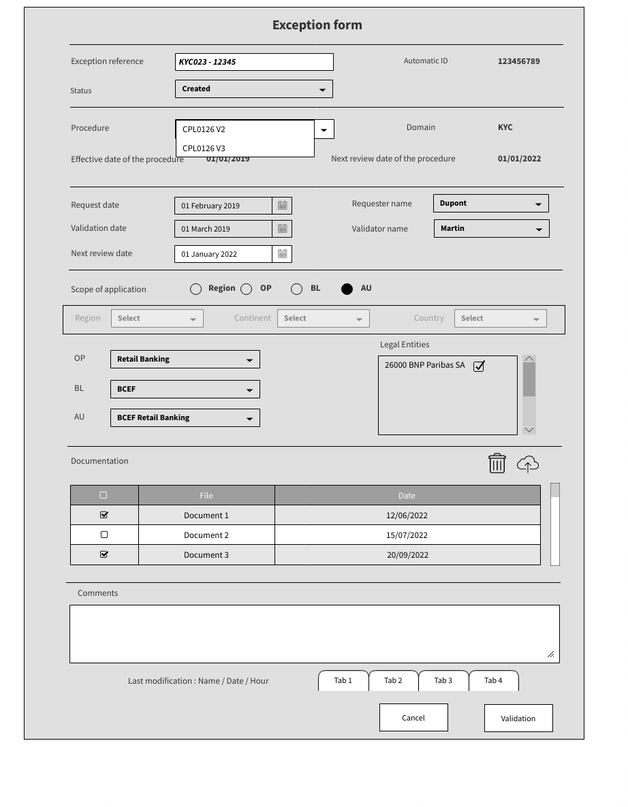 Exception form
Exception reference KYC023 - 12345 Automatic ID 123456789
Status Created
Procedure CPL0126 V2 Domain KYC
CPL0126 V3
Effective date of the procedure 01/01/2019 Next review date of the procedure 01/01/2022
Request date 01 February 2019 Requester name Dupont
Validation date 01 March 2019 Validator name Martin
Next review date 01 January 2022
Scope of application Region OP BL AU
Region Select Continent Select Country Select
Legal Entities
OP Retail Banking 26000 BNP Paribas SA
BL BCEF
AU BCEF Retail Banking
Documentation
File Date
Document 1 12/06/2022
Document 2 15/07/2022
Document 3 20/09/2022
Comments
Last modification : Name / Date / Hour Tab 1 Tab 2 Tab 3 Tab 4
Cancel Validation